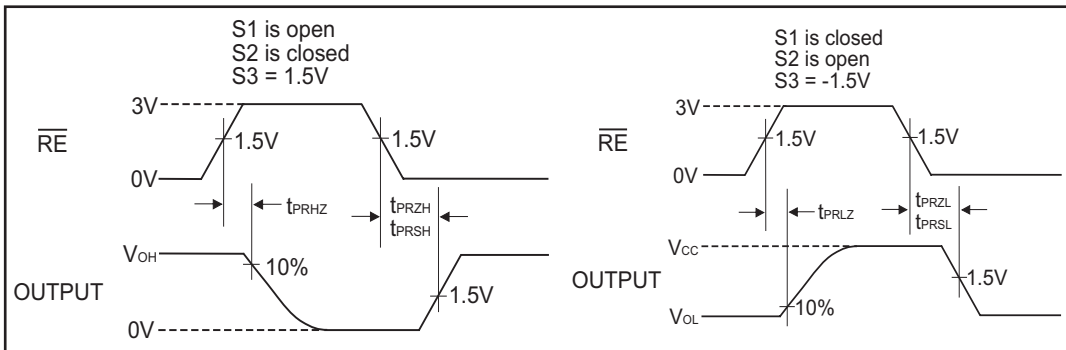 S1 is open
S2 is closed
S3 = 1.5V
3V
RE
1.5V
1.5V
0V
tPRHZ
tPRZH
tPRSH
VOH
10%
OUTPUT
1.5V
0V
S1 is closed
S2 is open
S3 = -1.5V
3V
RE
1.5V
1.5V
0V
tPRLZ
tPRZL
tPRSL
VCC
OUTPUT
1.5V
10%
VOL